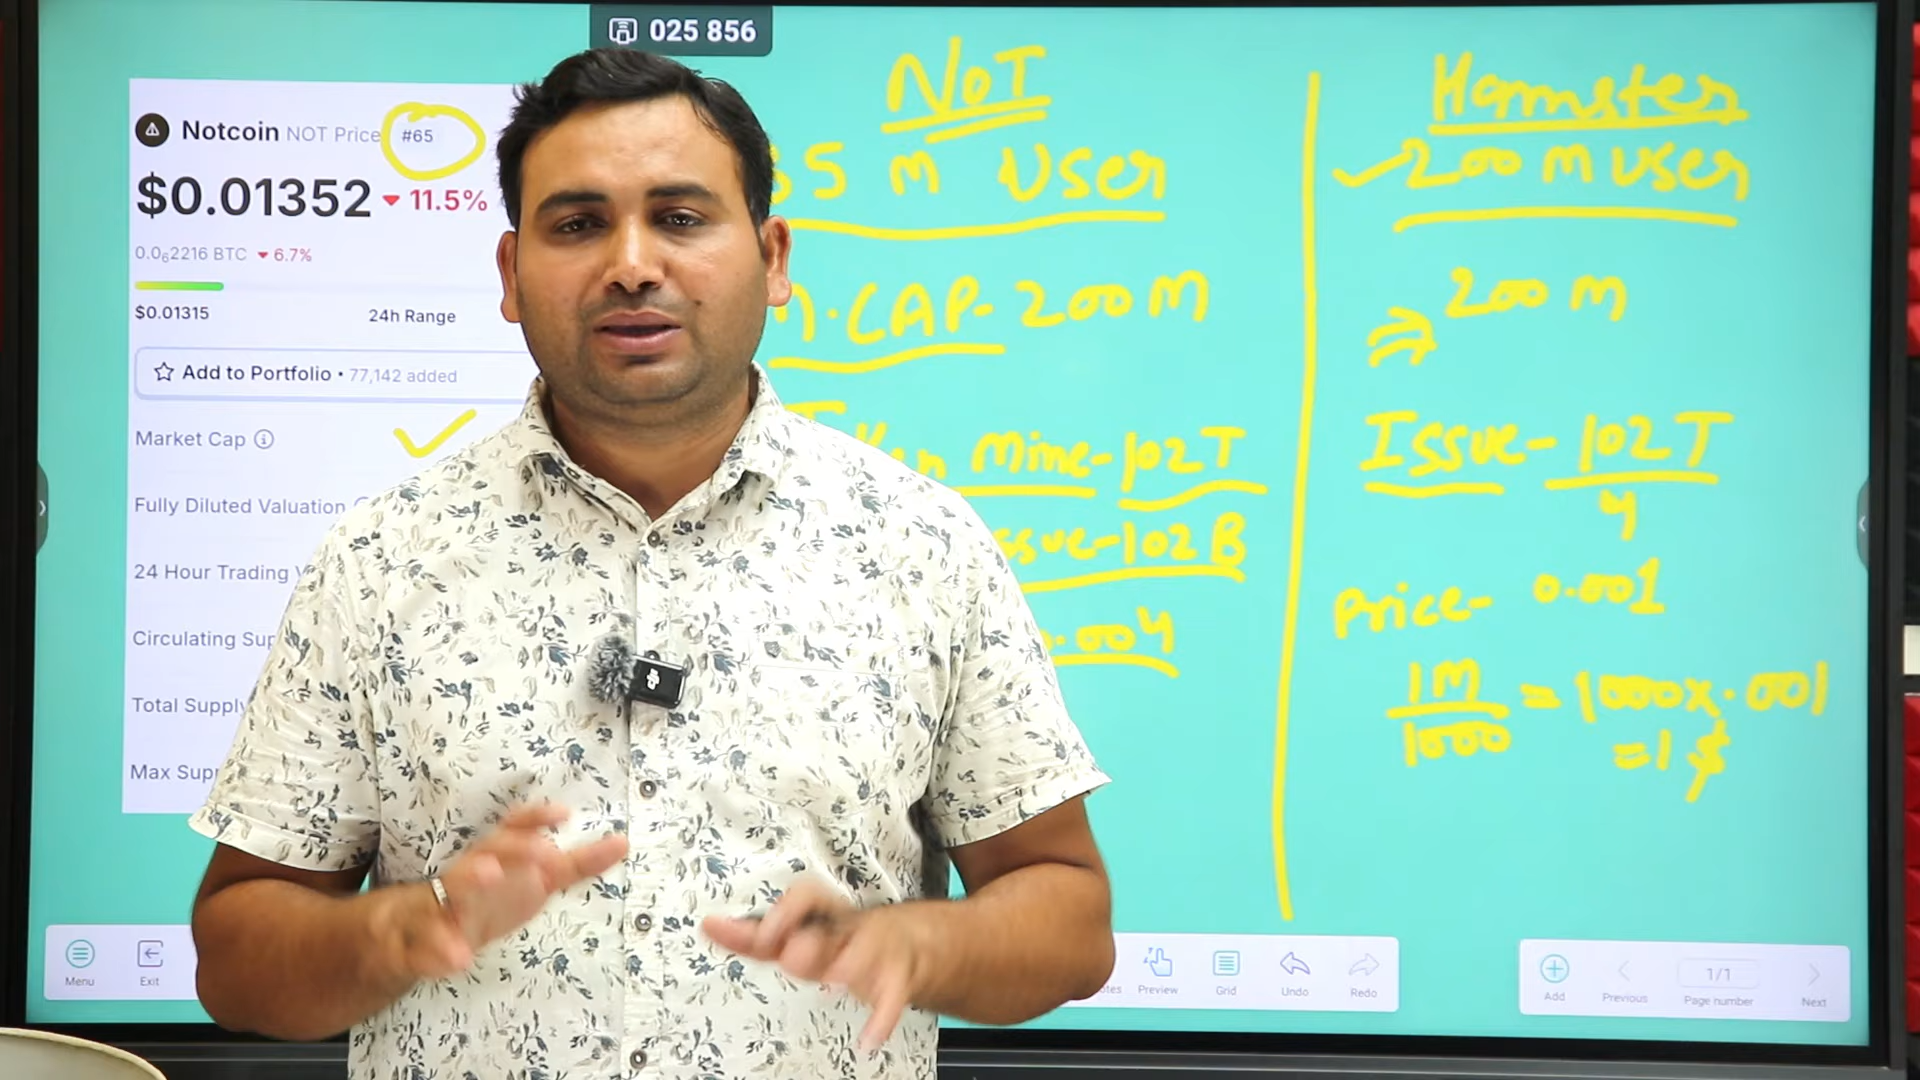 025 856
Notcoin NOT Price #65
$0.01352 11.5%
0.0₆2216 BTC 6.7%
$0.01315 24h Range
Add to Portfolio • 77,142 added
Market Cap
Fully Diluted Valuation
24 Hour Trading
Circulating
Total Supply
Max
NOT
5 m User
CAP- 200 M
Mine-102T
102 B
Hamster
200 m user
200 m
Issue- 102T
4
Price- 0.001
1M
1000
= 1000x.001
=1 $
Menu
Exit
Preview
Grid
Undo
Redo
Add
Previous
1/1
Page number
Next